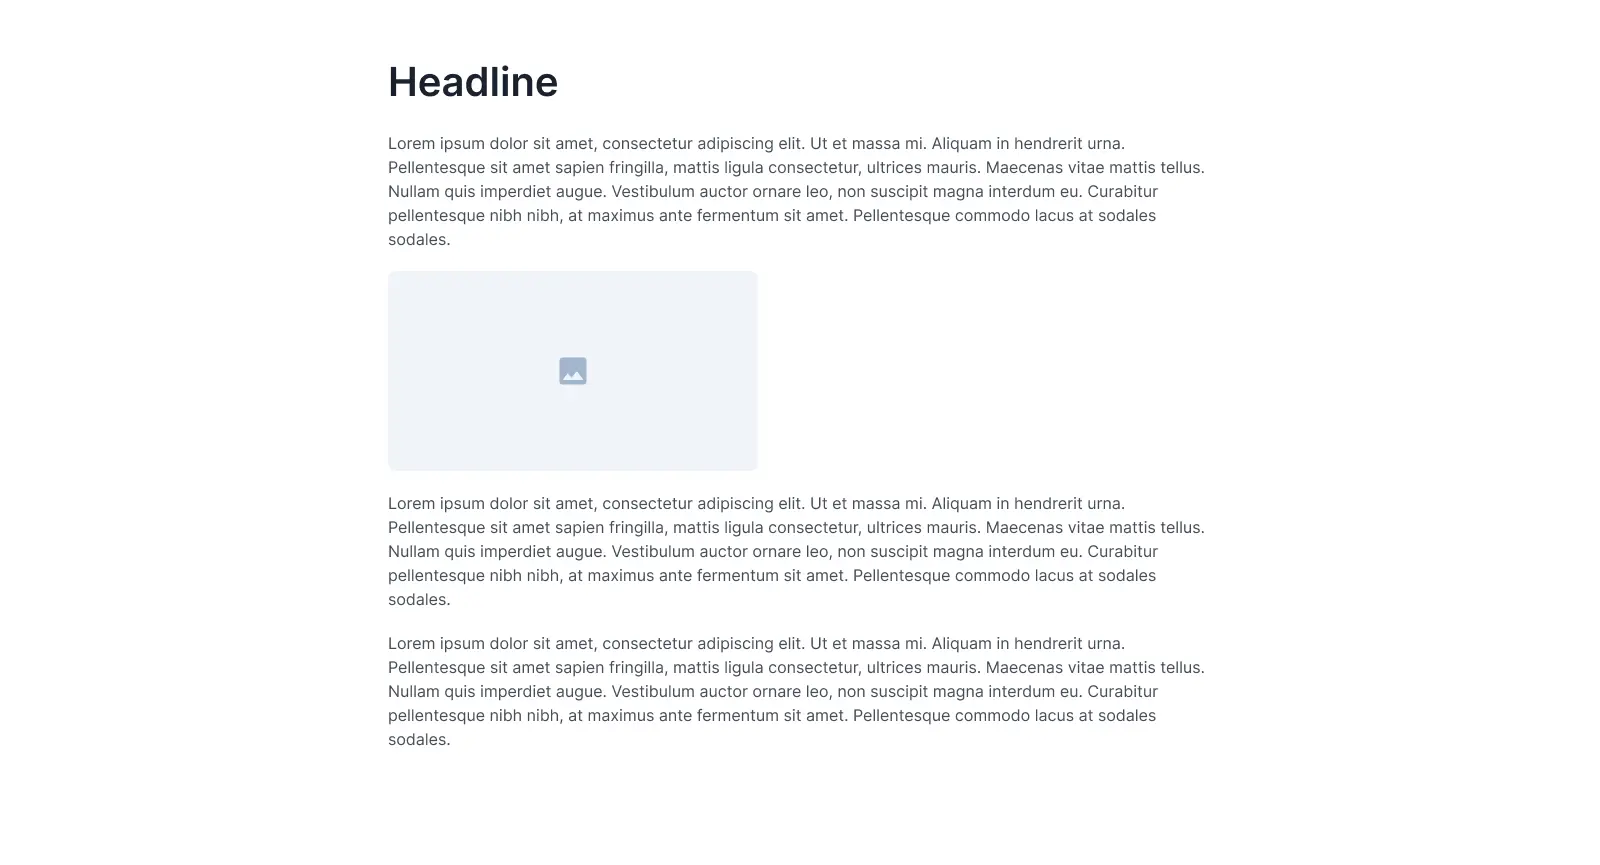 Headline
Lorem ipsum dolor sit amet, consectetur adipiscing elit. Ut et massa mi. Aliquam in hendrerit urna.
Pellentesque sit amet sapien fringilla, mattis ligula consectetur, ultrices mauris. Maecenas vitae mattis tellus.
Nullam quis imperdiet augue. Vestibulum auctor ornare leo, non suscipit magna interdum eu. Curabitur
pellentesque nibh nibh, at maximus ante fermentum sit amet. Pellentesque commodo lacus at sodales
sodales.
Lorem ipsum dolor sit amet, consectetur adipiscing elit. Ut et massa mi. Aliquam in hendrerit urna.
Pellentesque sit amet sapien fringilla, mattis ligula consectetur, ultrices mauris. Maecenas vitae mattis tellus.
Nullam quis imperdiet augue. Vestibulum auctor ornare leo, non suscipit magna interdum eu. Curabitur
pellentesque nibh nibh, at maximus ante fermentum sit amet. Pellentesque commodo lacus at sodales
sodales.
Lorem ipsum dolor sit amet, consectetur adipiscing elit. Ut et massa mi. Aliquam in hendrerit urna.
Pellentesque sit amet sapien fringilla, mattis ligula consectetur, ultrices mauris. Maecenas vitae mattis tellus.
Nullam quis imperdiet augue. Vestibulum auctor ornare leo, non suscipit magna interdum eu. Curabitur
pellentesque nibh nibh, at maximus ante fermentum sit amet. Pellentesque commodo lacus at sodales
sodales.